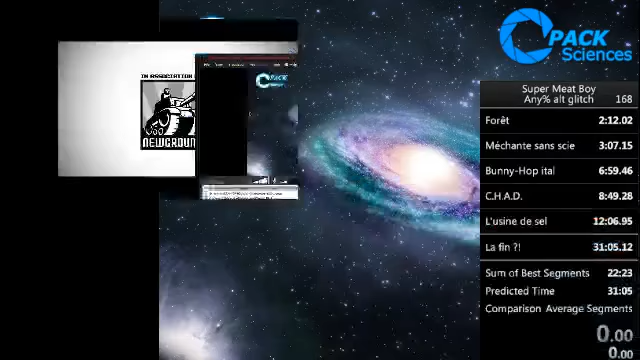 PACK
Sciences
IN ASSOCIATION
NEWGROUN
Super Meat Boy
Any% alt glitch 168
Forêt 2:12.02
Méchante sans scie 3:07.15
Bunny-Hop ital 6:59.46
C.H.A.D. 8:49.28
L'usine de sel 12:06.95
La fin ?! 31:05.12
Sum of Best Segments 22:23
Predicted Time 31:05
Comparison Average Segments
0.00
0.00